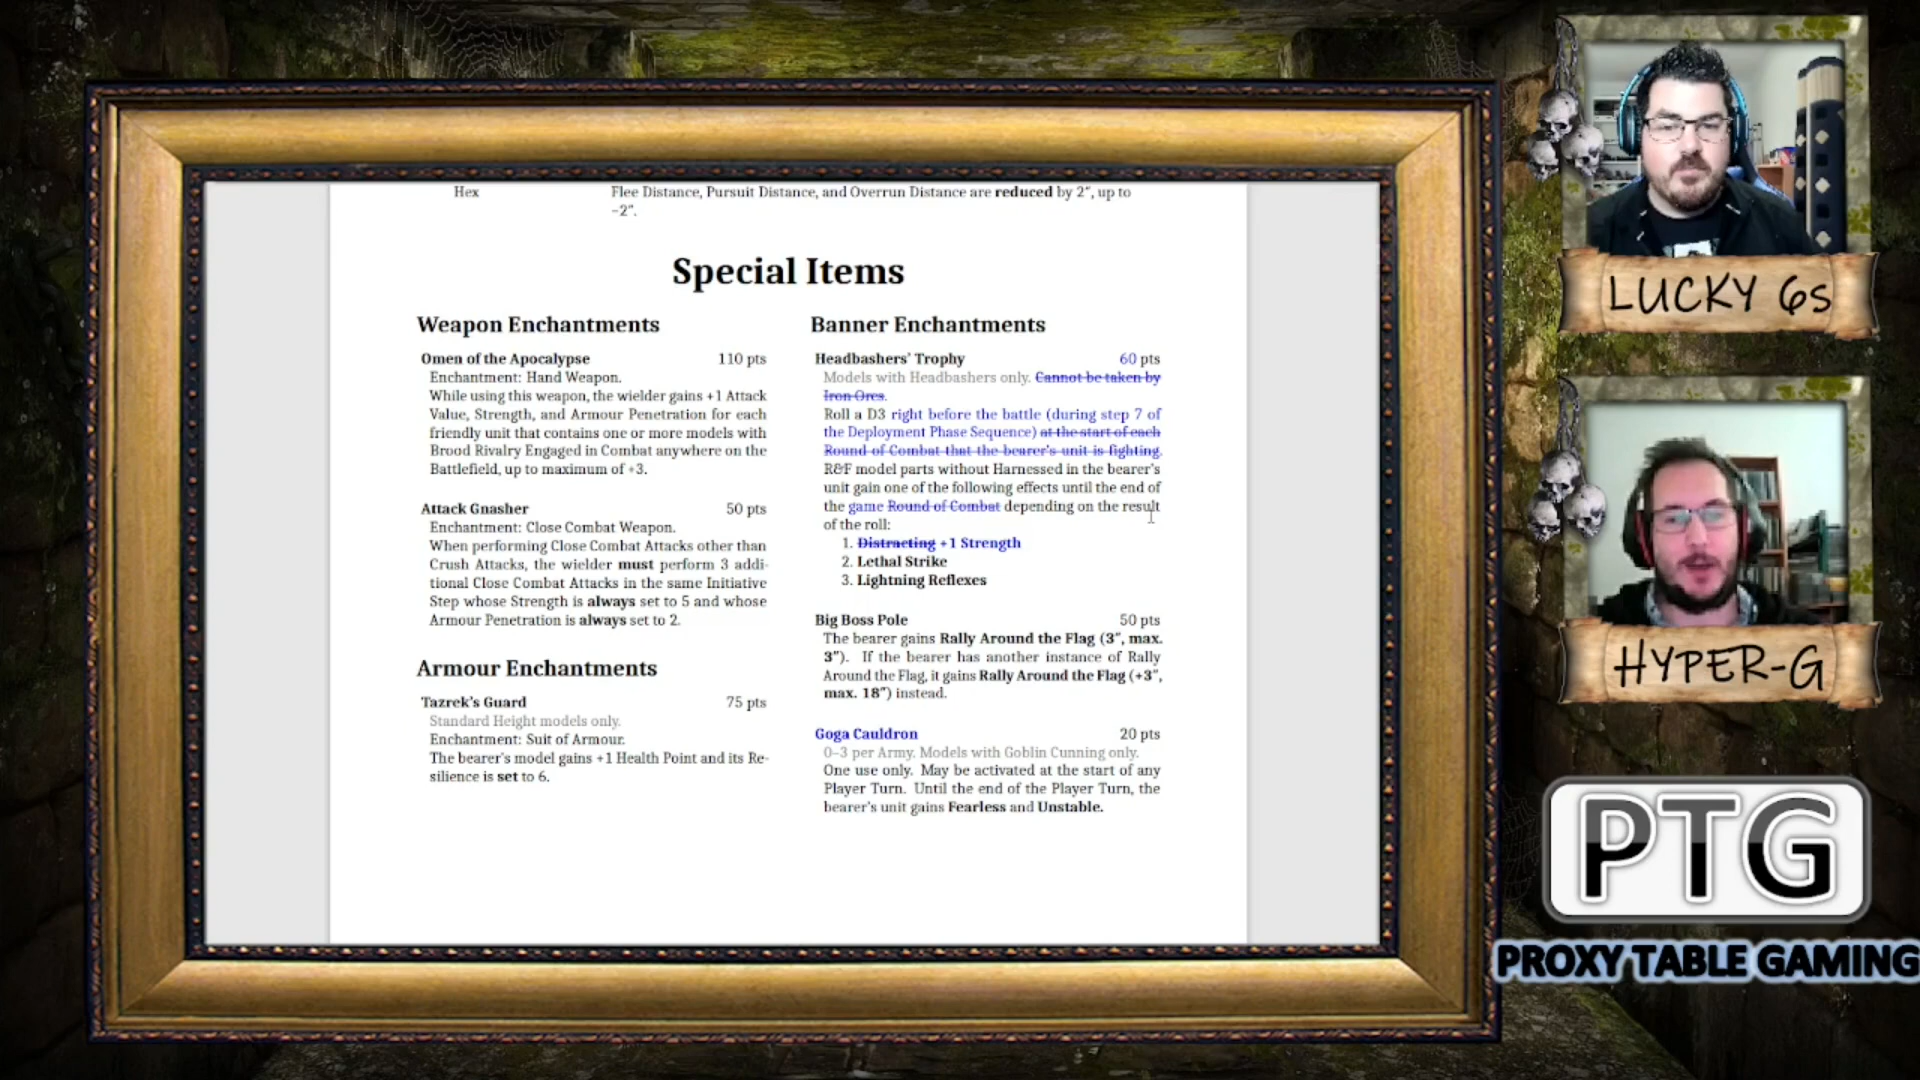 Hex
Flee Distance, Pursuit Distance, and Overrun Distance are reduced by 2″, up to
−2″.
Special Items
Weapon Enchantments
Omen of the Apocalypse 110 pts
Enchantment: Hand Weapon.
While using this weapon, the wielder gains +1 Attack
Value, Strength, and Armour Penetration for each
friendly unit that contains one or more models with
Brood Rivalry Engaged in Combat anywhere on the
Battlefield, up to maximum of +3.
Attack Gnasher 50 pts
Enchantment: Close Combat Weapon.
When performing Close Combat Attacks other than
Crush Attacks, the wielder must perform 3 addi-
tional Close Combat Attacks in the same Initiative
Step whose Strength is always set to 5 and whose
Armour Penetration is always set to 2.
Armour Enchantments
Tazrek's Guard 75 pts
Standard Height models only.
Enchantment: Suit of Armour.
The bearer's model gains +1 Health Point and its Re-
silience is set to 6.
Banner Enchantments
Headbashers' Trophy 60 pts
Models with Headbashers only. Cannot be taken by
Iron Orcs.
Roll a D3 right before the battle (during step 7 of
the Deployment Phase Sequence) at the start of each
Round of Combat that the bearer's unit is fighting.
R&F model parts without Harnessed in the bearer's
unit gain one of the following effects until the end of
the game Round of Combat depending on the result
of the roll:
1. Distracting +1 Strength
2. Lethal Strike
3. Lightning Reflexes
Big Boss Pole 50 pts
The bearer gains Rally Around the Flag (3″, max.
3″). If the bearer has another instance of Rally
Around the Flag, it gains Rally Around the Flag (+3″,
max. 18″) instead.
Goga Cauldron 20 pts
0–3 per Army. Models with Goblin Cunning only.
One use only. May be activated at the start of any
Player Turn. Until the end of the Player Turn, the
bearer's unit gains Fearless and Unstable.
LUCKY 6s
HYPER-G
PTG
PROXY TABLE GAMING